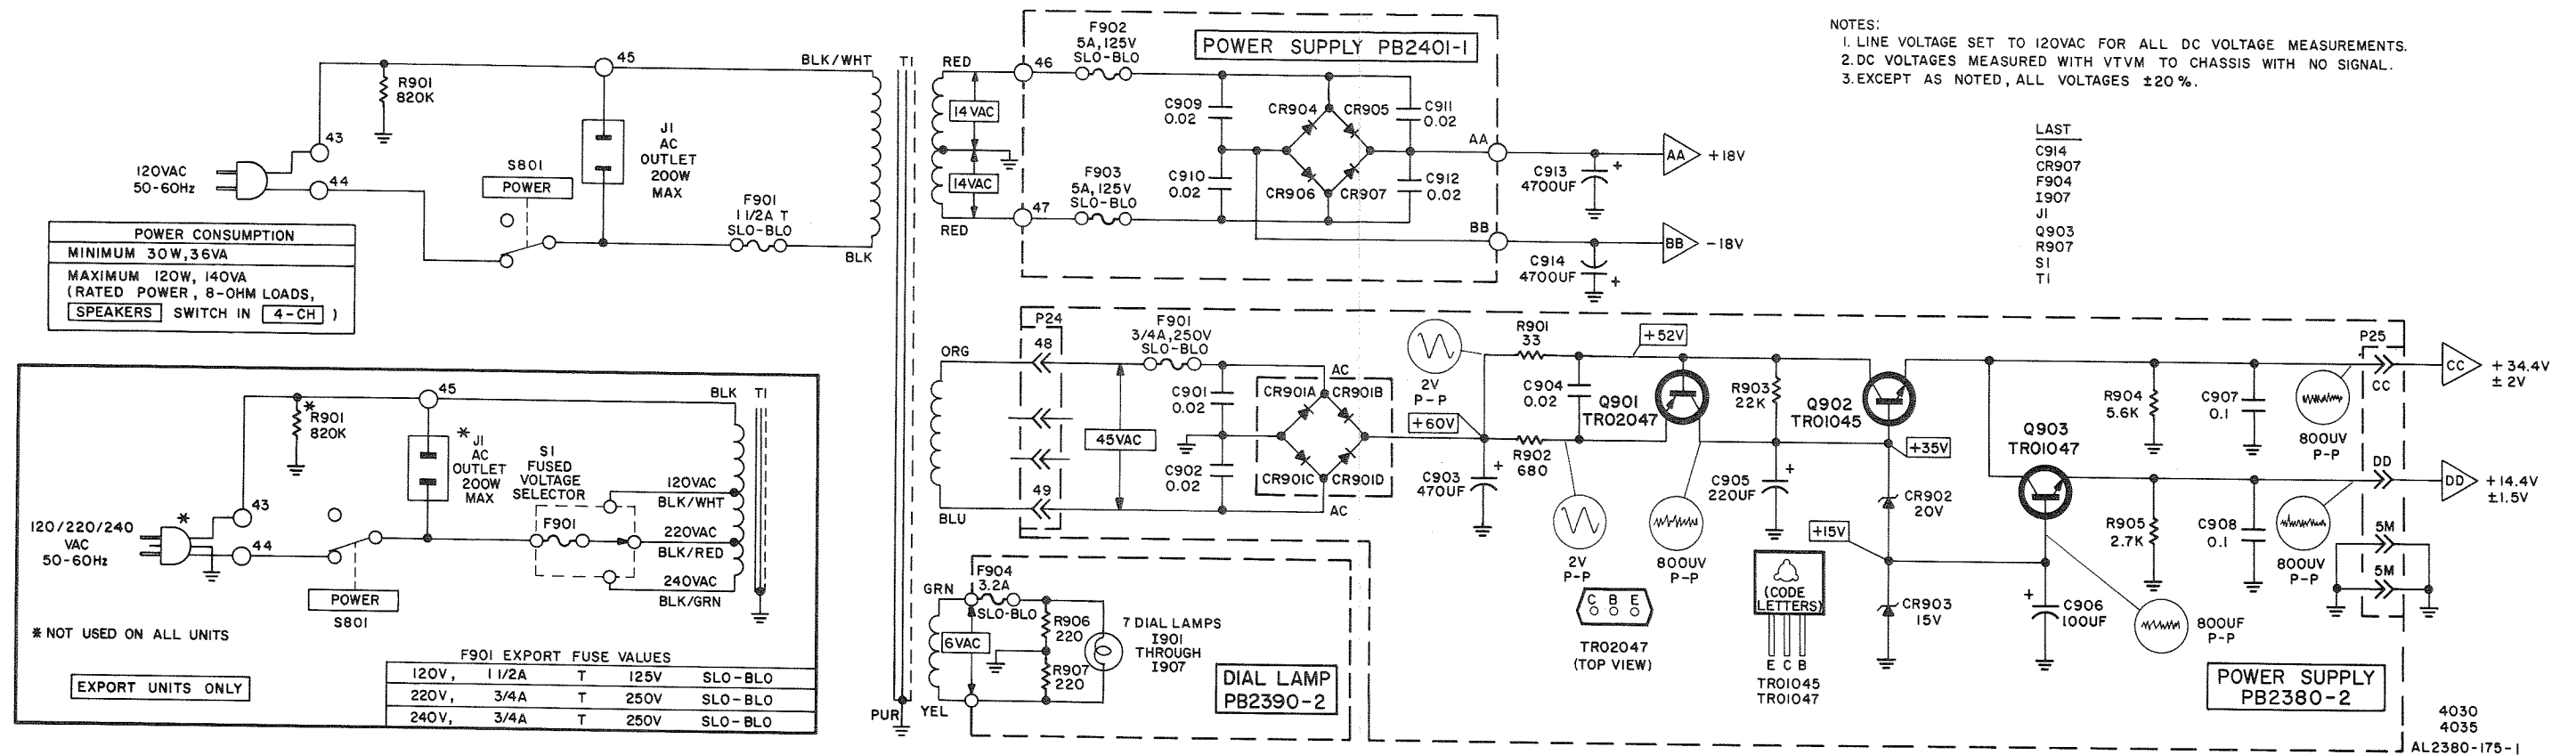 NOTES:
1. LINE VOLTAGE SET TO 120VAC FOR ALL DC VOLTAGE MEASUREMENTS.
2. DC VOLTAGES MEASURED WITH VTVM TO CHASSIS WITH NO SIGNAL.
3. EXCEPT AS NOTED, ALL VOLTAGES ±20%.
LAST
C914
CR907
F904
I907
J1
Q903
R907
S1
T1
R901
820K
43
44
45
120VAC
50-60Hz
S801
POWER
J1
AC
OUTLET
200W
MAX
F901
1 1/2A T
SLO-BLO
BLK/WHT
BLK
T1
POWER CONSUMPTION
MINIMUM 30W, 36VA
MAXIMUM 120W, 140VA
(RATED POWER, 8-OHM LOADS,
SPEAKERS SWITCH IN 4-CH )
RED
14VAC
14VAC
RED
46
47
F902
5A, 125V
SLO-BLO
F903
5A, 125V
SLO-BLO
POWER SUPPLY PB2401-1
C909
0.02
C910
0.02
CR904
CR905
CR906
CR907
C911
0.02
C912
0.02
AA
BB
C913
4700UF
+
C914
4700UF
+
AA
+18V
BB
-18V
45
*
R901
820K
43
44
*
120/220/240
VAC
50-60Hz
*
J1
AC
OUTLET
200W
MAX
S1
FUSED
VOLTAGE
SELECTOR
F901
BLK
T1
120VAC
BLK/WHT
220VAC
BLK/RED
240VAC
BLK/GRN
POWER
S801
* NOT USED ON ALL UNITS
EXPORT UNITS ONLY
F901 EXPORT FUSE VALUES
120V, 1 1/2A T 125V SLO-BLO
220V, 3/4A T 250V SLO-BLO
240V, 3/4A T 250V SLO-BLO
PUR
ORG
BLU
P24
48
49
45VAC
F901
3/4A, 250V
SLO-BLO
C901
0.02
C902
0.02
AC
CR901A
CR901B
CR901C
CR901D
AC
2V
P-P
+60V
C903
470UF
+
R901
33
C904
0.02
R902
680
2V
P-P
+52V
Q901
TR02047
800UV
P-P
R903
22K
C905
220UF
+
Q902
TR01045
+35V
CR902
20V
+15V
CR903
15V
Q903
TR01047
C906
100UF
+
800UF
P-P
R904
5.6K
C907
0.1
800UV
P-P
R905
2.7K
C908
0.1
800UV
P-P
P25
CC
DD
5M
5M
CC
+34.4V
±2V
DD
+14.4V
±1.5V
C B E
TR02047
(TOP VIEW)
(CODE
LETTERS)
E C B
TR01045
TR01047
GRN
YEL
6VAC
F904
3.2A
SLO-BLO
R906
220
R907
220
7 DIAL LAMPS
I901
THROUGH
I907
DIAL LAMP
PB2390-2
POWER SUPPLY
PB2380-2
4030
4035
AL2380-175-1